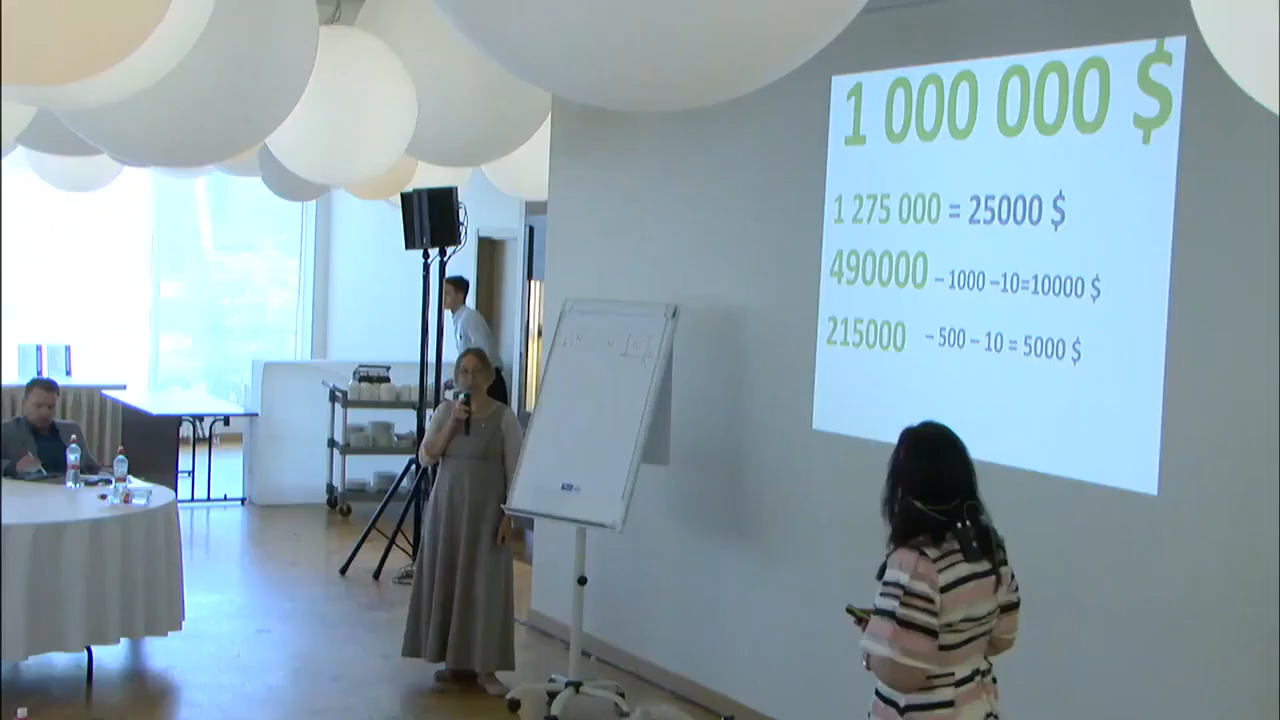 1 000 000 $
1 275 000 = 25000 $
490000 – 1000 –10=10000 $
215000 – 500 – 10 = 5000 $